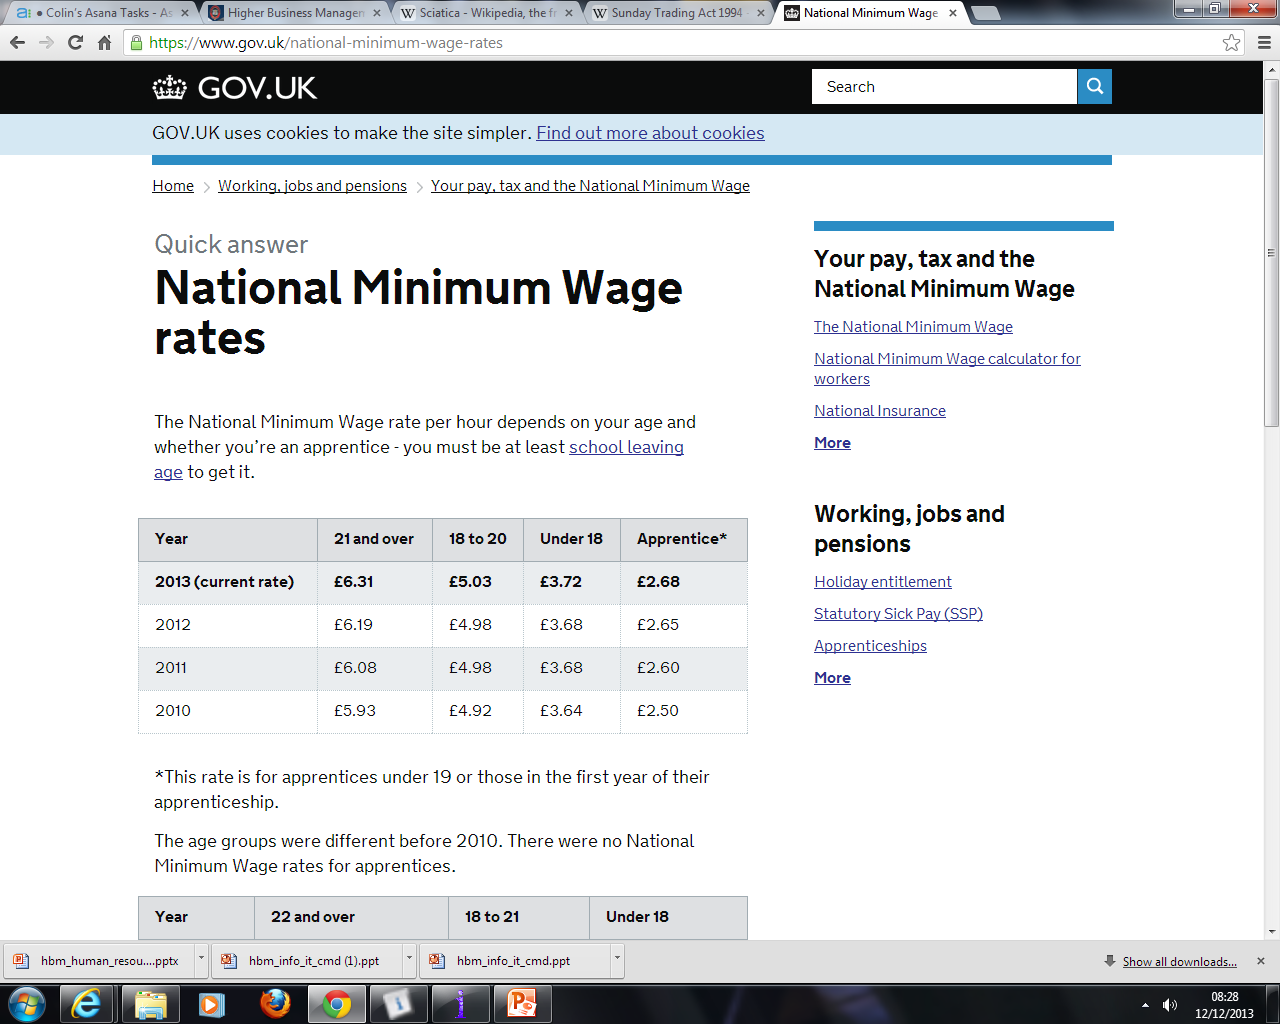 ● Colin's Asana Tasks - As
Higher Business Managem
Sciatica - Wikipedia, the fr
Sunday Trading Act 1994 -
National Minimum Wage
https://www.gov.uk/national-minimum-wage-rates
GOV.UK
Search
GOV.UK uses cookies to make the site simpler. Find out more about cookies
Home > Working, jobs and pensions > Your pay, tax and the National Minimum Wage
Quick answer
National Minimum Wage
rates
The National Minimum Wage rate per hour depends on your age and
whether you're an apprentice - you must be at least school leaving
age to get it.
Year 21 and over 18 to 20 Under 18 Apprentice*
2013 (current rate) £6.31 £5.03 £3.72 £2.68
2012 £6.19 £4.98 £3.68 £2.65
2011 £6.08 £4.98 £3.68 £2.60
2010 £5.93 £4.92 £3.64 £2.50
*This rate is for apprentices under 19 or those in the first year of their
apprenticeship.
The age groups were different before 2010. There were no National
Minimum Wage rates for apprentices.
Year 22 and over 18 to 21 Under 18
Your pay, tax and the
National Minimum Wage
The National Minimum Wage
National Minimum Wage calculator for
workers
National Insurance
More
Working, jobs and
pensions
Holiday entitlement
Statutory Sick Pay (SSP)
Apprenticeships
More
hbm_human_resou....pptx
hbm_info_it_cmd (1).ppt
hbm_info_it_cmd.ppt
Show all downloads...
08:28
12/12/2013